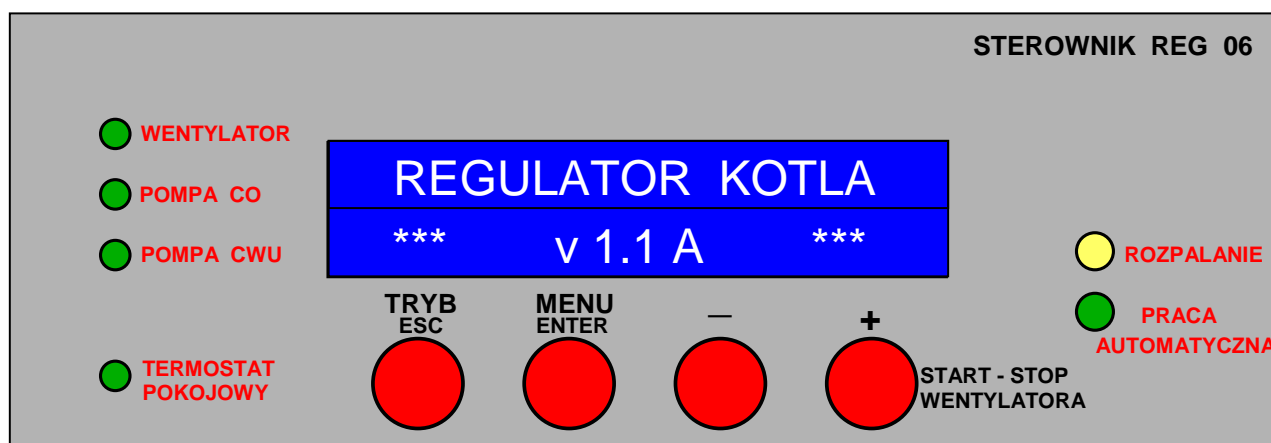 STEROWNIK REG 06
WENTYLATOR
POMPA CO
POMPA CWU
REGULATOR KOTLA
*** v 1.1 A ***
ROZPALANIE
PRACA
AUTOMATYCZNA
TRYB
ESC
MENU
ENTER
–
+
TERMOSTAT
POKOJOWY
START - STOP
WENTYLATORA